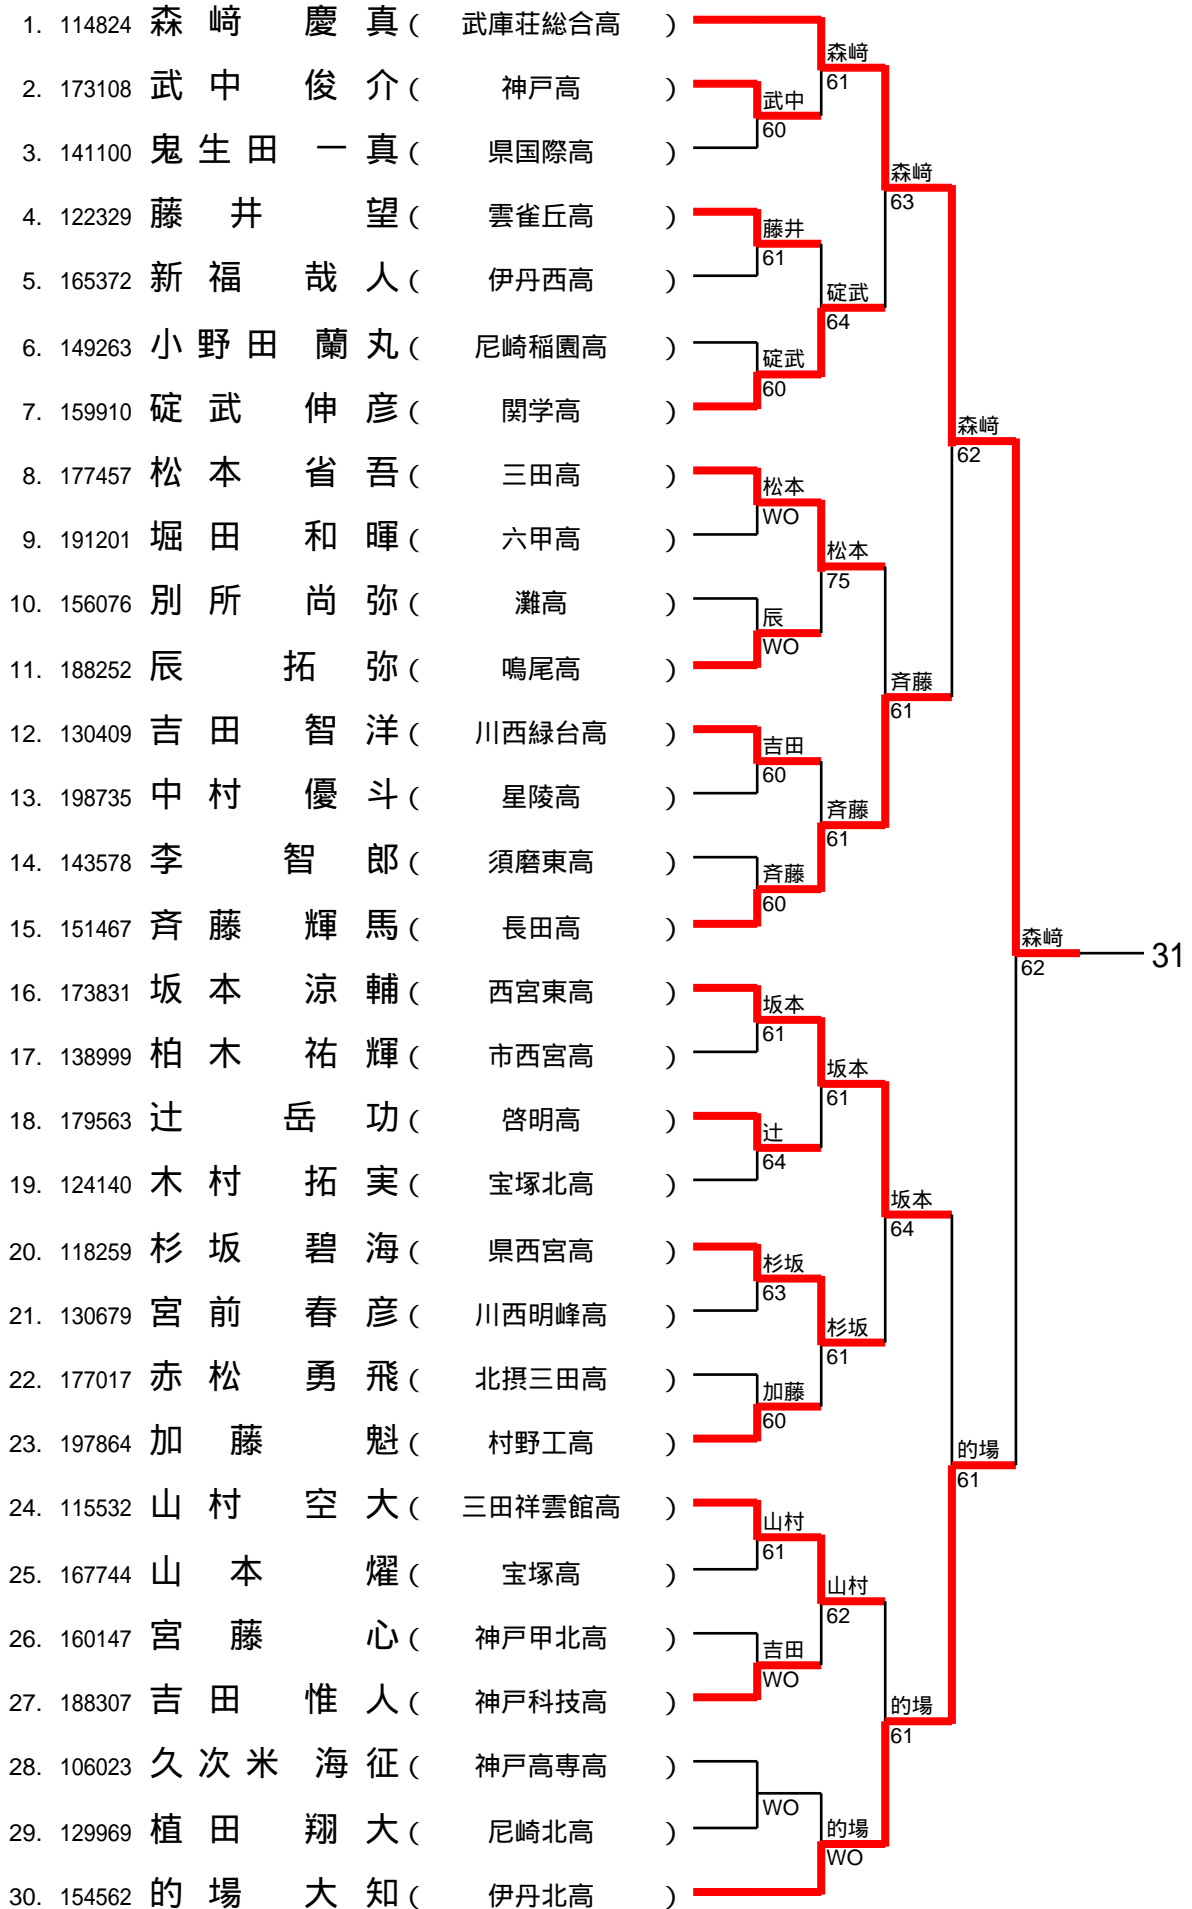 1. 114824 森﨑 慶真 ( 武庫荘総合高 )
2. 173108 武中 俊介 ( 神戸高 )
3. 141100 鬼生田 一真 ( 県国際高 )
4. 122329 藤井 望 ( 雲雀丘高 )
5. 165372 新福 哉人 ( 伊丹西高 )
6. 149263 小野田 蘭丸 ( 尼崎稲園高 )
7. 159910 碇武 伸彦 ( 関学高 )
8. 177457 松本 省吾 ( 三田高 )
9. 191201 堀田 和暉 ( 六甲高 )
10. 156076 別所 尚弥 ( 灘高 )
11. 188252 辰 拓弥 ( 鳴尾高 )
12. 130409 吉田 智洋 ( 川西緑台高 )
13. 198735 中村 優斗 ( 星陵高 )
14. 143578 李 智郎 ( 須磨東高 )
15. 151467 斉藤 輝馬 ( 長田高 )
16. 173831 坂本 涼輔 ( 西宮東高 )
17. 138999 柏木 祐輝 ( 市西宮高 )
18. 179563 辻 岳功 ( 啓明高 )
19. 124140 木村 拓実 ( 宝塚北高 )
20. 118259 杉坂 碧海 ( 県西宮高 )
21. 130679 宮前 春彦 ( 川西明峰高 )
22. 177017 赤松 勇飛 ( 北摂三田高 )
23. 197864 加藤 魁 ( 村野工高 )
24. 115532 山村 空大 ( 三田祥雲館高 )
25. 167744 山本 燿 ( 宝塚高 )
26. 160147 宮藤 心 ( 神戸甲北高 )
27. 188307 吉田 惟人 ( 神戸科技高 )
28. 106023 久次米 海征 ( 神戸高専高 )
29. 129969 植田 翔大 ( 尼崎北高 )
30. 154562 的場 大知 ( 伊丹北高 )
武中
60
藤井
61
碇武
60
松本
WO
辰
WO
吉田
60
斉藤
60
坂本
61
辻
64
杉坂
63
加藤
60
山村
61
吉田
WO
WO
森﨑
61
碇武
64
松本
75
斉藤
61
坂本
61
杉坂
61
山村
62
的場
WO
森﨑
63
斉藤
61
坂本
64
的場
61
森﨑
62
的場
61
森﨑
62
31